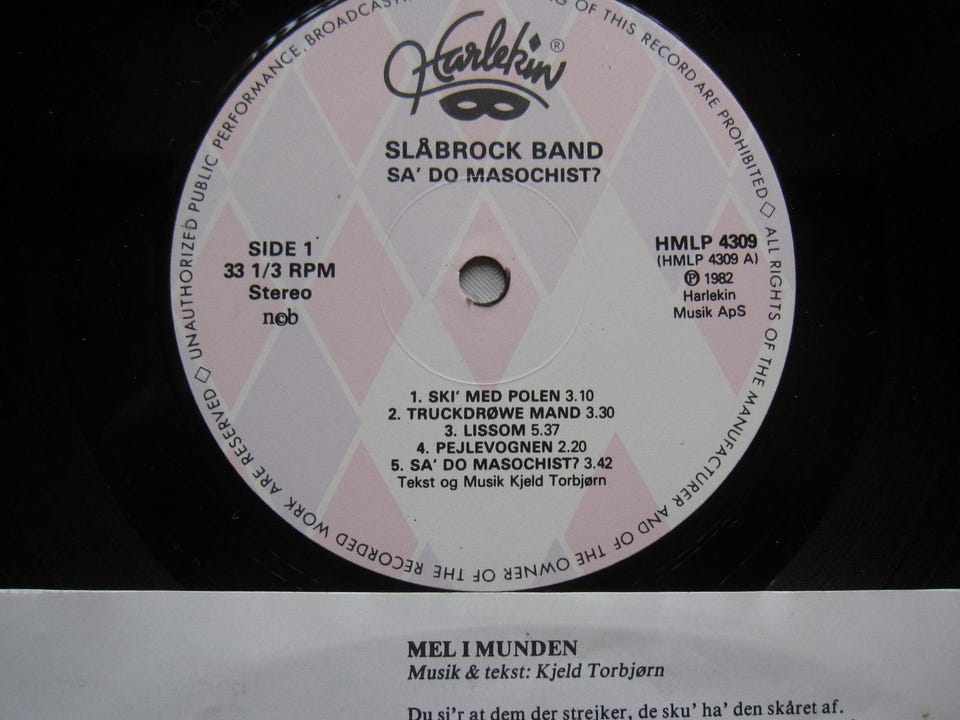 UNAUTHORIZED PUBLIC PERFORMANCE, BROADCASTI
G OF THIS RECORD ARE PROHIBITED ◇ ALL RIGHTS OF THE MANUFACTURER AND OF THE OWNER OF THE RECORDED WORK ARE RESERVED ◇
Harlekin ®
SLÅBROCK BAND
SA' DO MASOCHIST?
SIDE 1
33 1/3 RPM
Stereo
ncb
HMLP 4309
(HMLP 4309 A)
℗ 1982
Harlekin
Musik ApS
1. SKI' MED POLEN 3.10
2. TRUCKDRØWE MAND 3.30
3. LISSOM 5.37
4. PEJLEVOGNEN 2.20
5. SA' DO MASOCHIST? 3.42
Tekst og Musik Kjeld Torbjørn
MEL I MUNDEN
Musik & tekst: Kjeld Torbjørn
Du si'r at dem der strejker, de sku' ha' den skåret af.